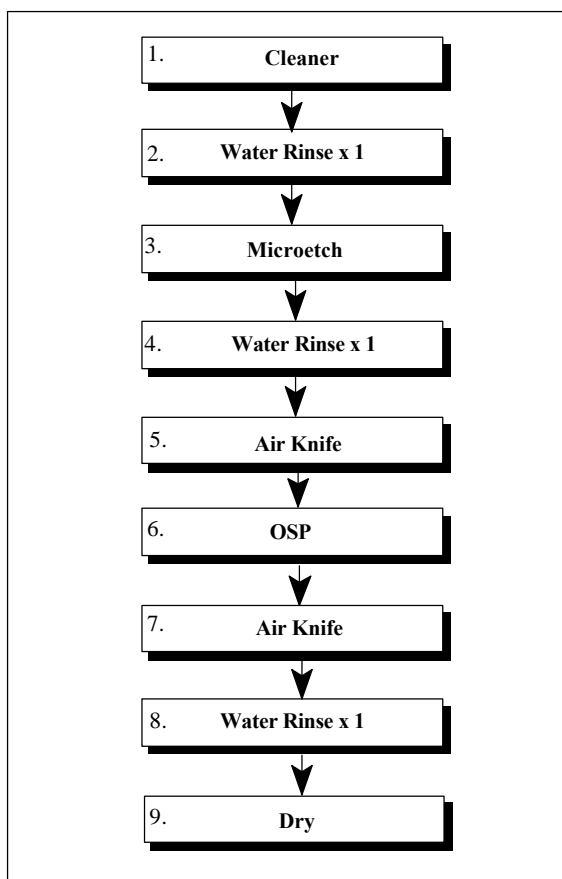 1. Cleaner
2. Water Rinse x 1
3. Microetch
4. Water Rinse x 1
5. Air Knife
6. OSP
7. Air Knife
8. Water Rinse x 1
9. Dry